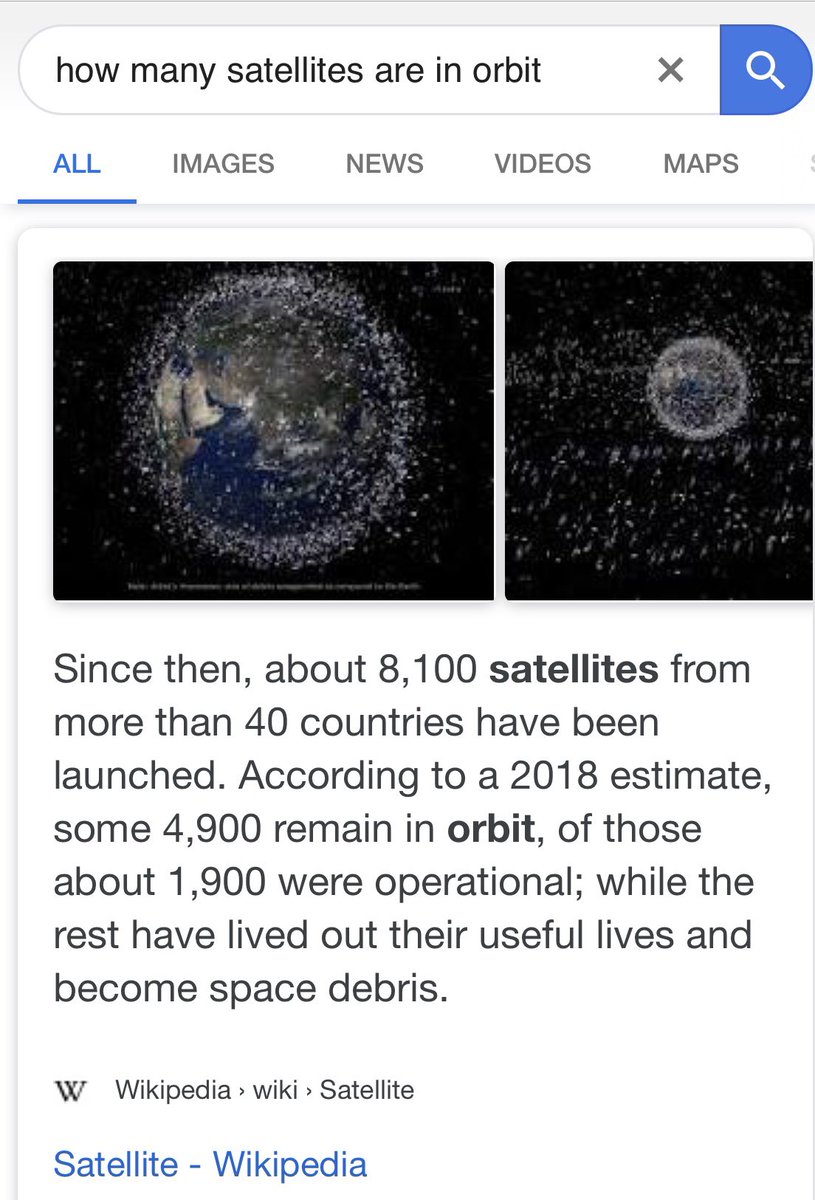 how many satellites are in orbit
ALL IMAGES NEWS VIDEOS MAPS
Since then, about 8,100 satellites from
more than 40 countries have been
launched. According to a 2018 estimate,
some 4,900 remain in orbit, of those
about 1,900 were operational; while the
rest have lived out their useful lives and
become space debris.
W Wikipedia › wiki › Satellite
Satellite - Wikipedia